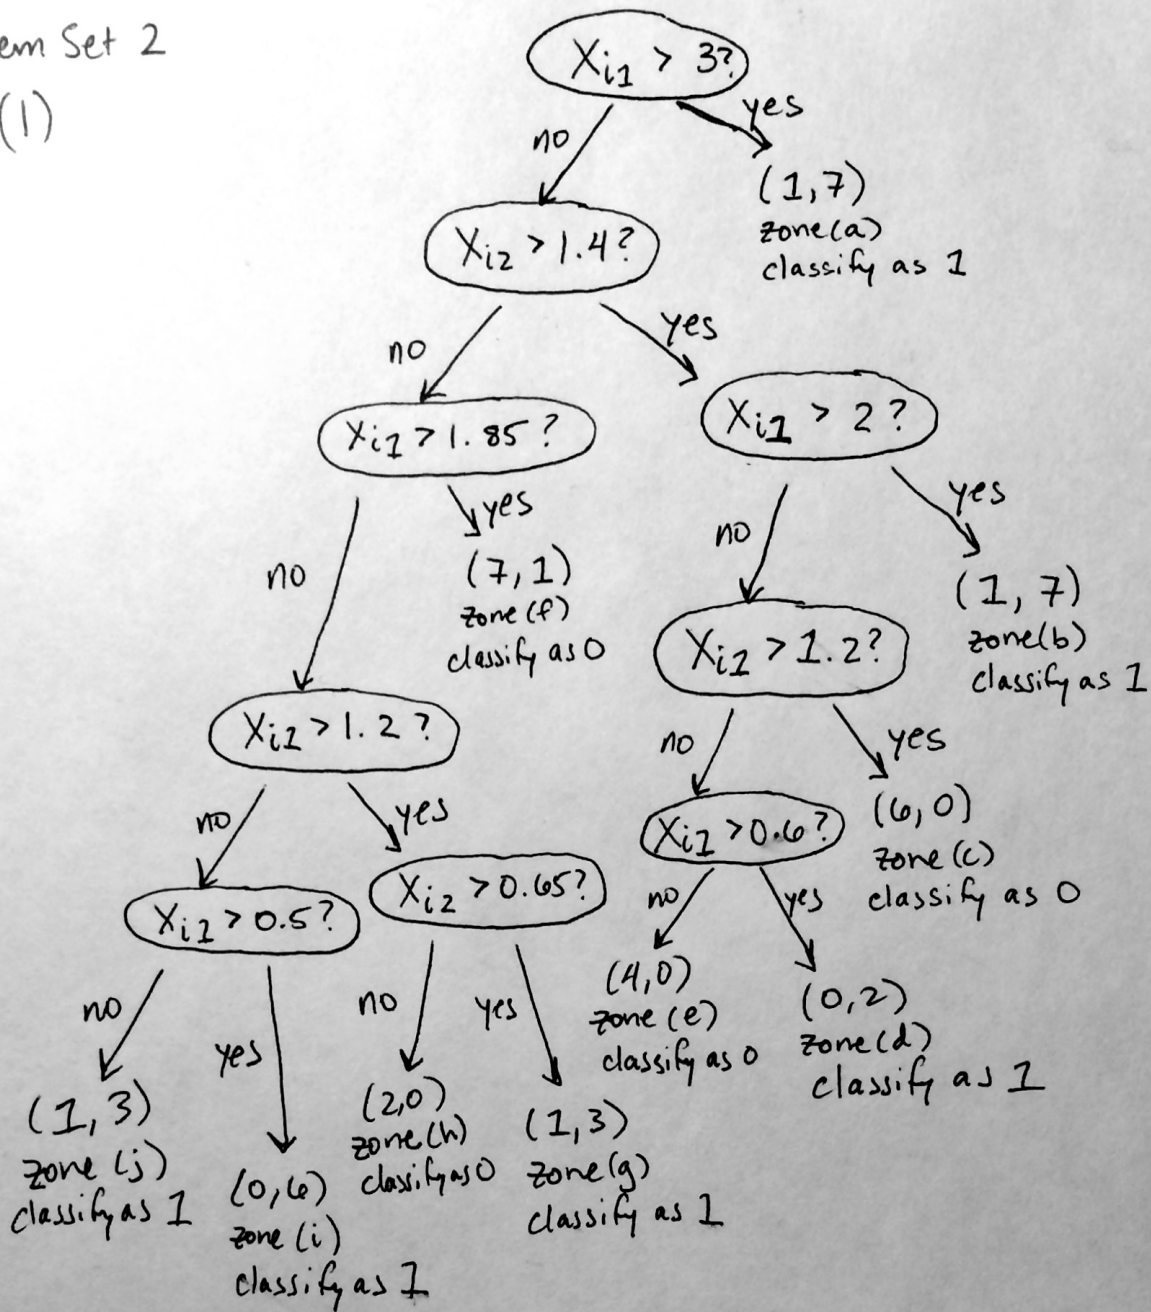 em Set 2
(1)
Xi1 > 3?
no
yes
(1,7)
zone(a)
classify as 1
Xi2 > 1.4?
no
yes
Xi1 > 1.85?
Xi1 > 2?
no
yes
(7,1)
zone(f)
classify as 0
no
yes
(1,7)
zone(b)
classify as 1
Xi1 > 1.2?
Xi1 > 1.2?
no
yes
no
yes
(6,0)
zone(c)
classify as 0
Xi1 > 0.5?
Xi2 > 0.65?
Xi1 > 0.6?
no
yes
no
yes
no
yes
(4,0)
zone(e)
classify as 0
(0,2)
zone(d)
classify as 1
(1,3)
zone(j)
classify as 1
(0,6)
zone(i)
classify as 1
(2,0)
zone(h)
classify as 0
(1,3)
zone(g)
classify as 1